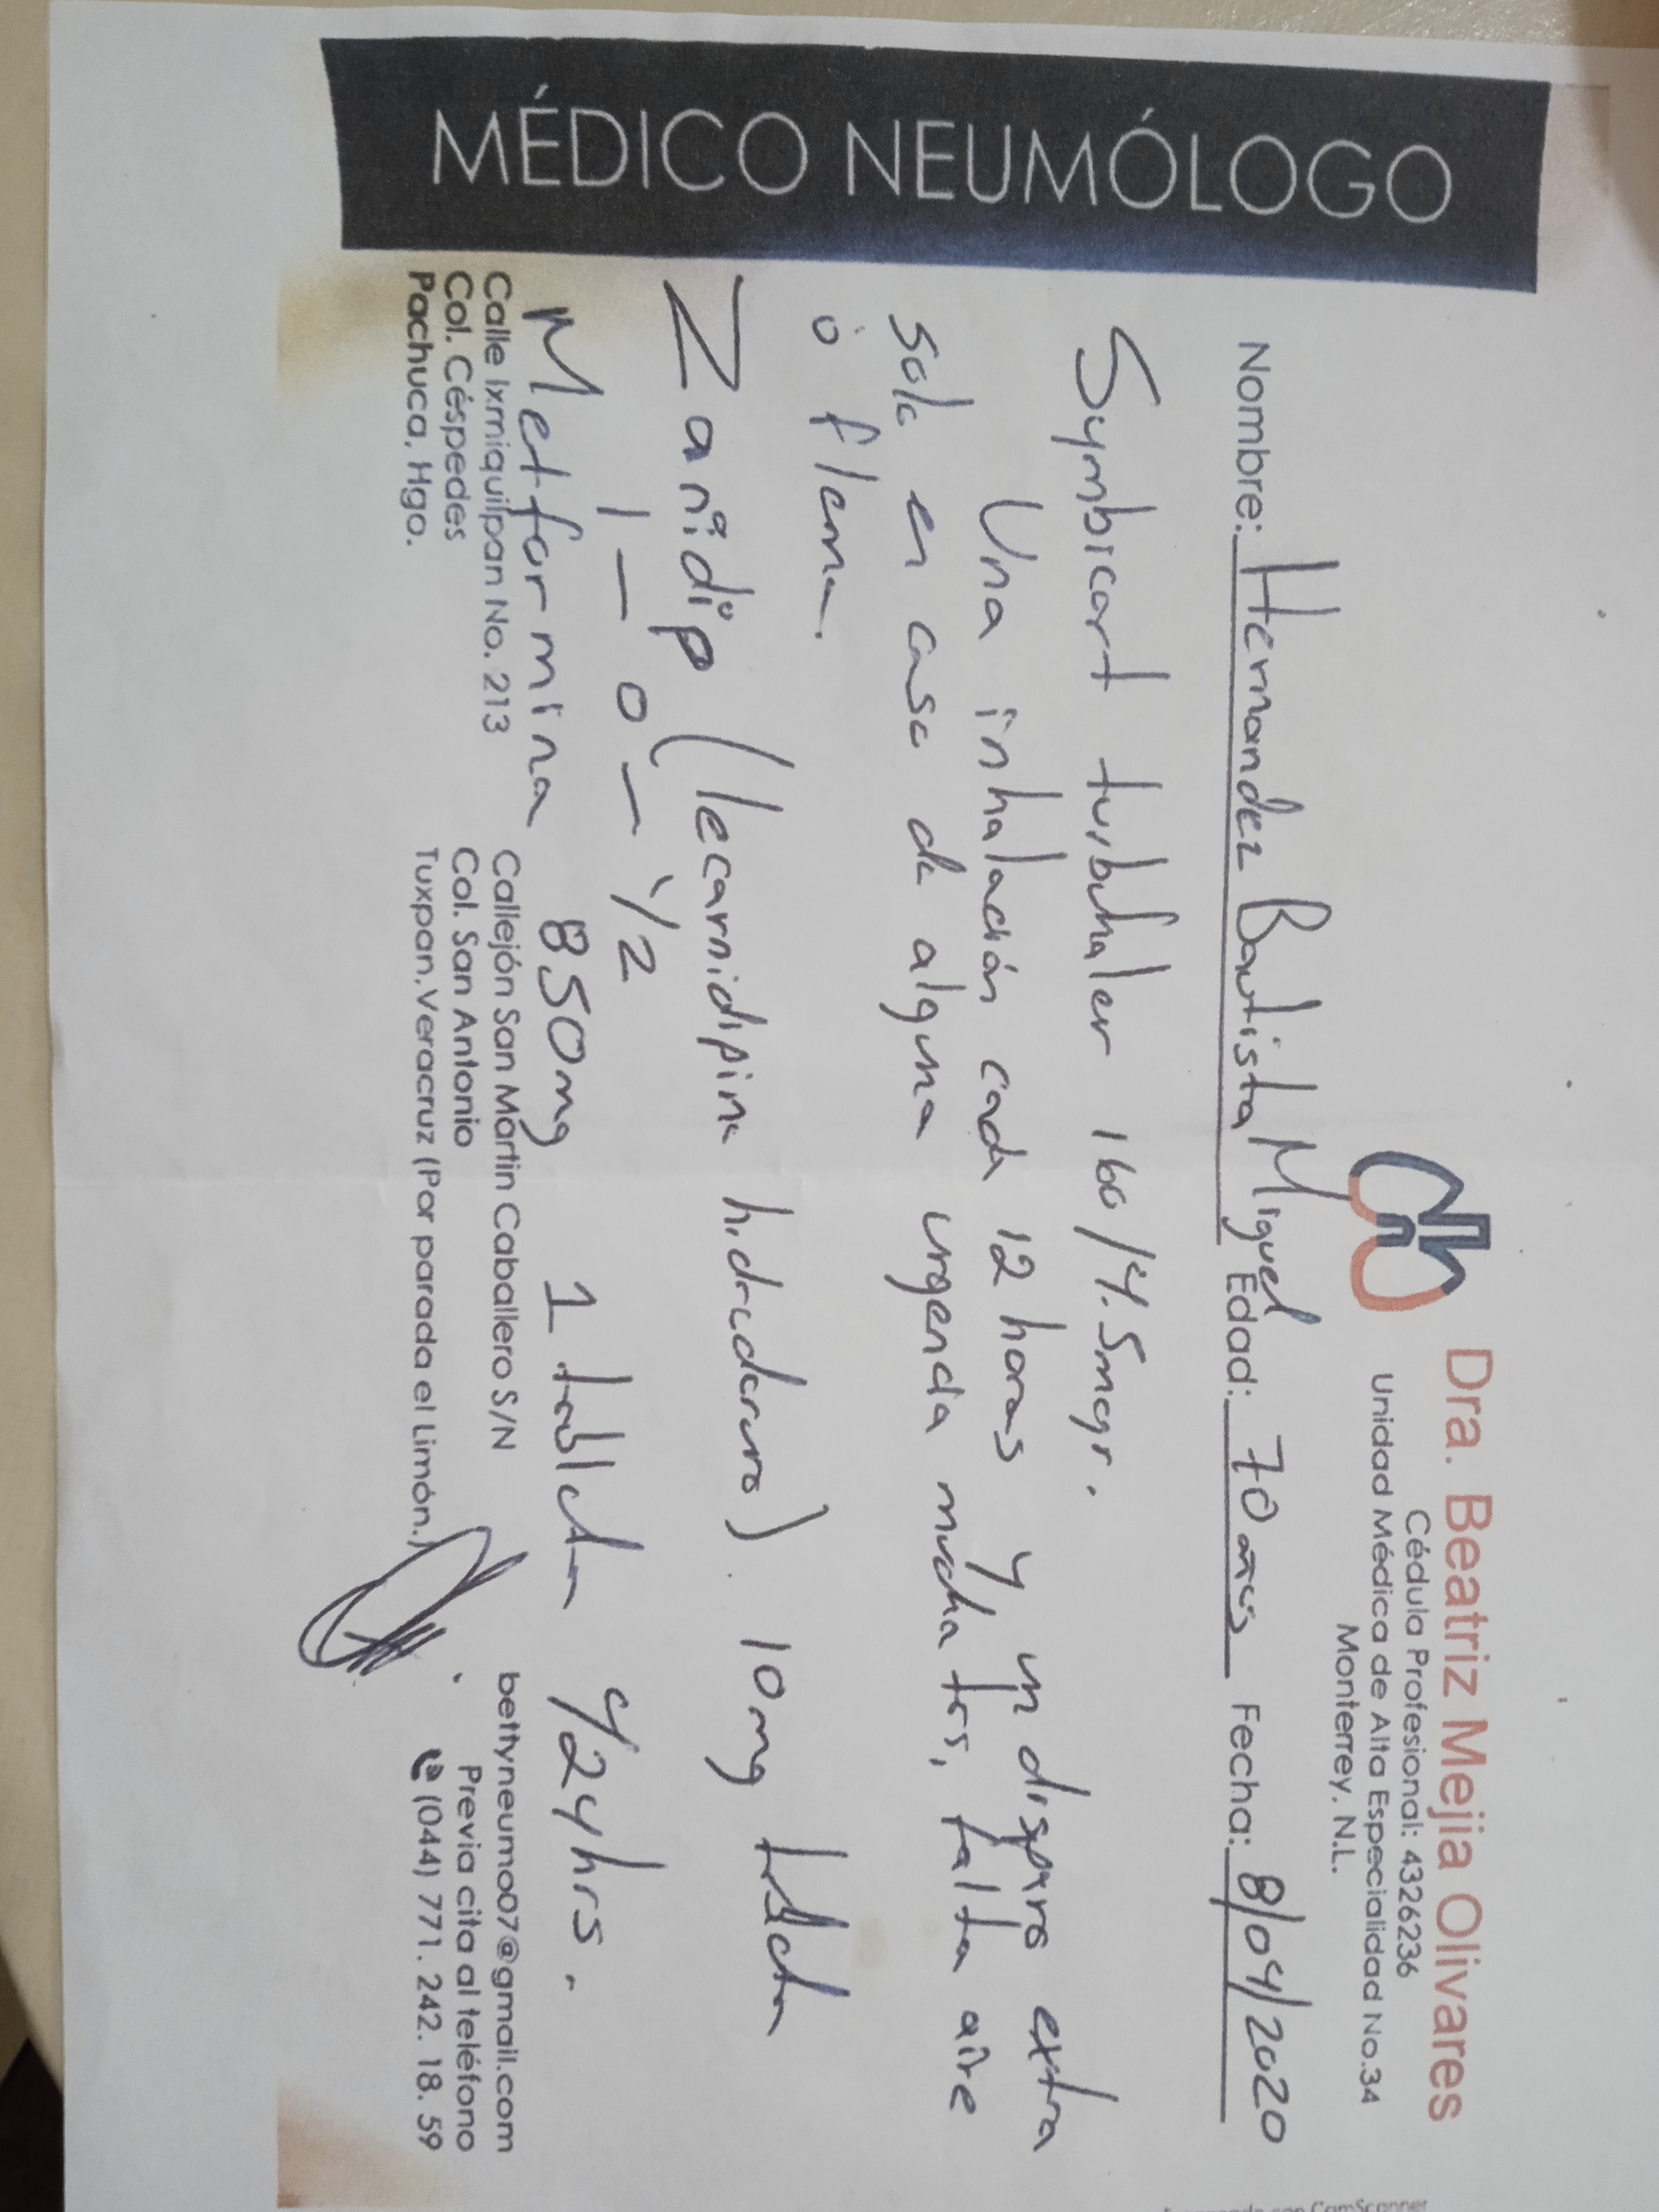 MÉDICO NEUMÓLOGO
Dra. Beatriz Mejia Olivares
Cédula Profesional: 4326236
Unidad Médica de Alta Especialidad No.34
Monterrey, N.L.
Nombre: Hernandez Bautista Miguel Edad: 70 años Fecha: 8/04/2020
Symbicort turbuhaler 160/4.5mcgr.
Una inhalación cada 12 horas y un disparo extra
solo en caso de alguna urgencia mucha tos, falta aire
ó flema.
Zanidip (lecarnidipina hidrocloruro). 10mg tableta
1 — 0 — 1/2
Metformina 850mg 1 tableta c/24hrs.
Calle Ixmiquilpan No. 213
Col. Céspedes
Pachuca, Hgo.
Callejón San Martin Caballero S/N
Col. San Antonio
Tuxpan, Veracruz (Por parada el Limón.)
bettyneumo07@gmail.com
Previa cita al teléfono
(044) 771. 242. 18. 59
CamScanner